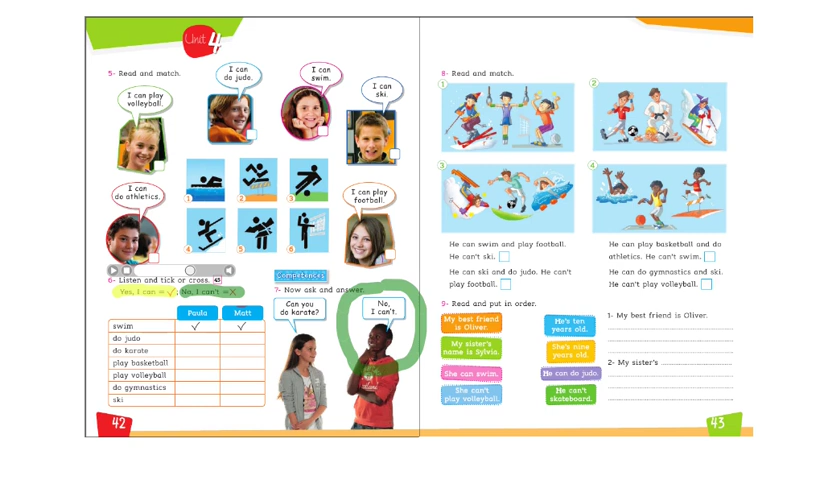 Unit 4
5- Read and match.
I can play
volleyball.
I can
do judo.
I can
swim.
I can
ski.
1
2
3
I can
do athletics.
I can play
football.
4
5
6
6- Listen and tick or cross. 45
Yes, I can = ✓; No, I can't = ✗
Paula Matt
swim ✓ ✓
do judo
do karate
play basketball
play volleyball
do gymnastics
ski
Competences
7- Now ask and answer.
Can you
do karate?
No,
I can't.
42
8- Read and match.
1
2
3
4
He can swim and play football.
He can't ski.
He can ski and do judo. He can't
play football.
He can play basketball and do
athletics. He can't swim.
He can do gymnastics and ski.
He can't play volleyball.
9- Read and put in order.
My best friend
is Oliver.
He's ten
years old.
My sister's
name is Sylvia.
She's nine
years old.
She can swim.
He can do judo.
She can't
play volleyball.
He can't
skateboard.
1- My best friend is Oliver.
2- My sister's
43